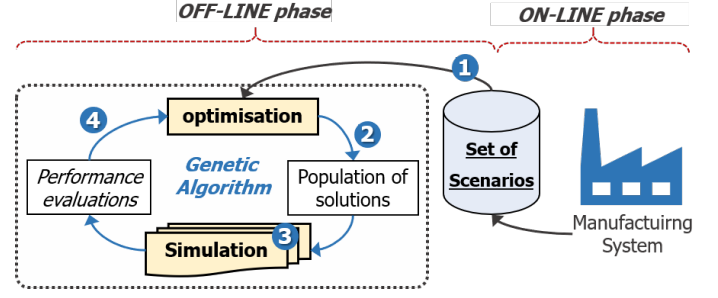 OFF-LINE phase
ON-LINE phase
1
optimisation
4
2
Set of
Scenarios
Performance
evaluations
Genetic
Algorithm
Population of
solutions
Simulation
3
Manufactuirng
System